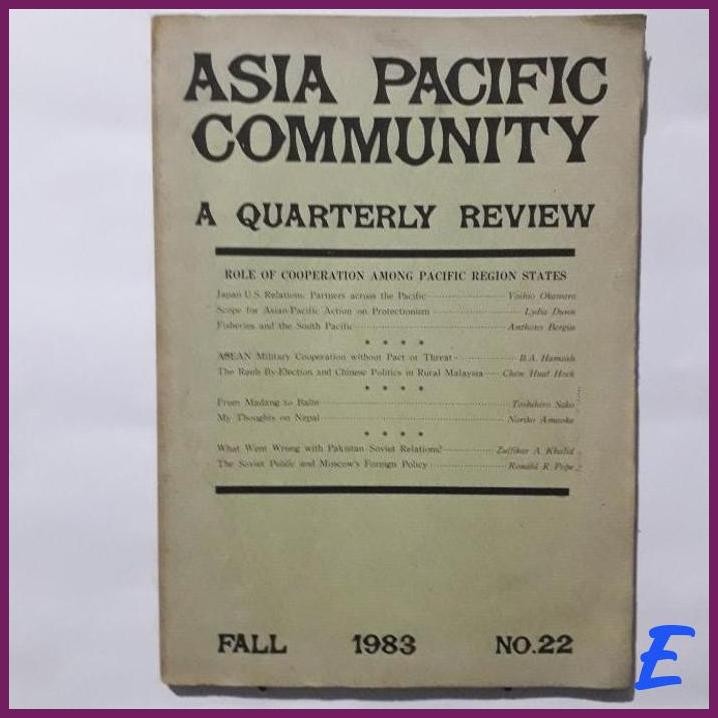 ASIA PACIFIC
COMMUNITY
A QUARTERLY REVIEW
ROLE OF COOPERATION AMONG PACIFIC REGION STATES
Japan-U.S. Relations: Partners across the Pacific Yoshio Okawara
Scope for Asian-Pacific Action on Protectionism Lydia Dunn
Fisheries and the South Pacific Anthony Bergin
* * * *
ASEAN Military Cooperation without Pact or Threat B.A. Hamzah
The Raub By-Election and Chinese Politics in Rural Malaysia Chew Huat Hock
* * * *
From Madang to Toshihiro Sako
My Thoughts on Nepal Noriko
* * * *
What Went Wrong with Pakistan-Soviet Relations? Zulfikar A. Khalid
The Soviet Public and Moscow's Foreign Policy Ronald R. Pope
FALL 1983 NO.22
E